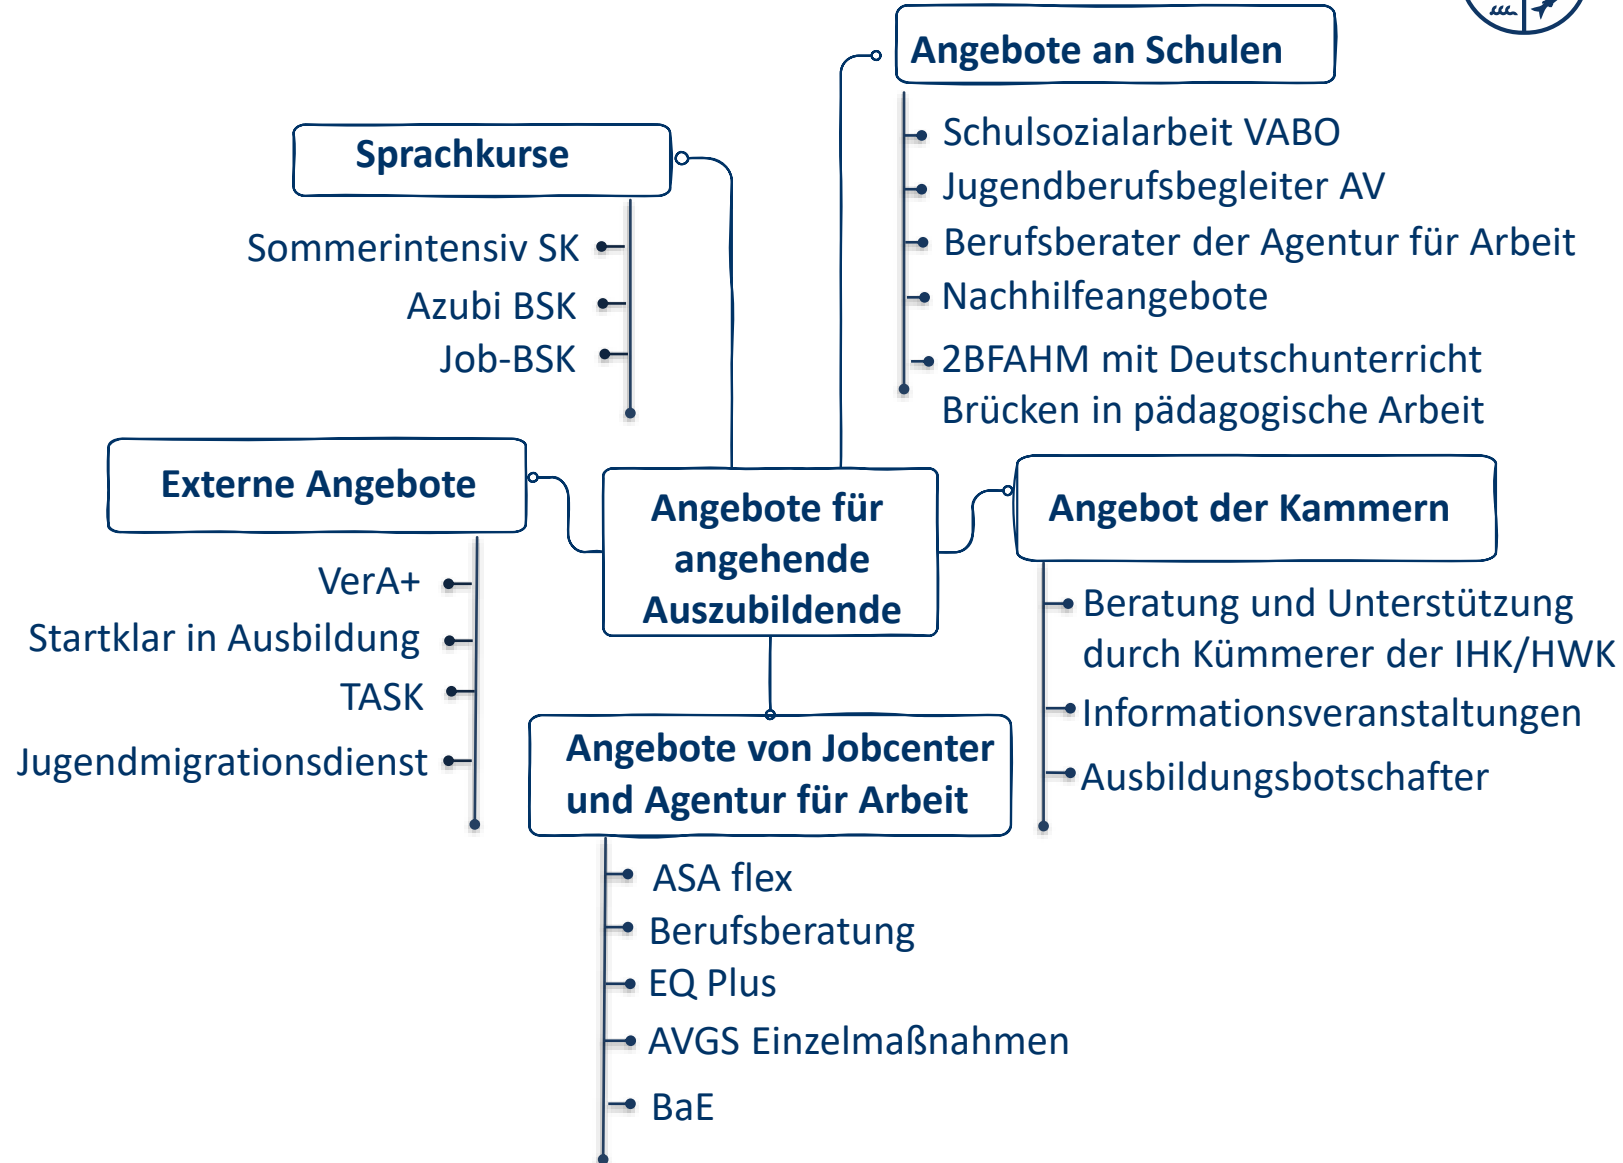 Angebote an Schulen
Schulsozialarbeit VABO
Jugendberufsbegleiter AV
Berufsberater der Agentur für Arbeit
Nachhilfeangebote
2BFAHM mit Deutschunterricht
Brücken in pädagogische Arbeit
Sprachkurse
Sommerintensiv SK
Azubi BSK
Job-BSK
Externe Angebote
VerA+
Startklar in Ausbildung
TASK
Jugendmigrationsdienst
Angebote für
angehende
Auszubildende
Angebot der Kammern
Beratung und Unterstützung
durch Kümmerer der IHK/HWK
Informationsveranstaltungen
Ausbildungsbotschafter
Angebote von Jobcenter
und Agentur für Arbeit
ASA flex
Berufsberatung
EQ Plus
AVGS Einzelmaßnahmen
BaE